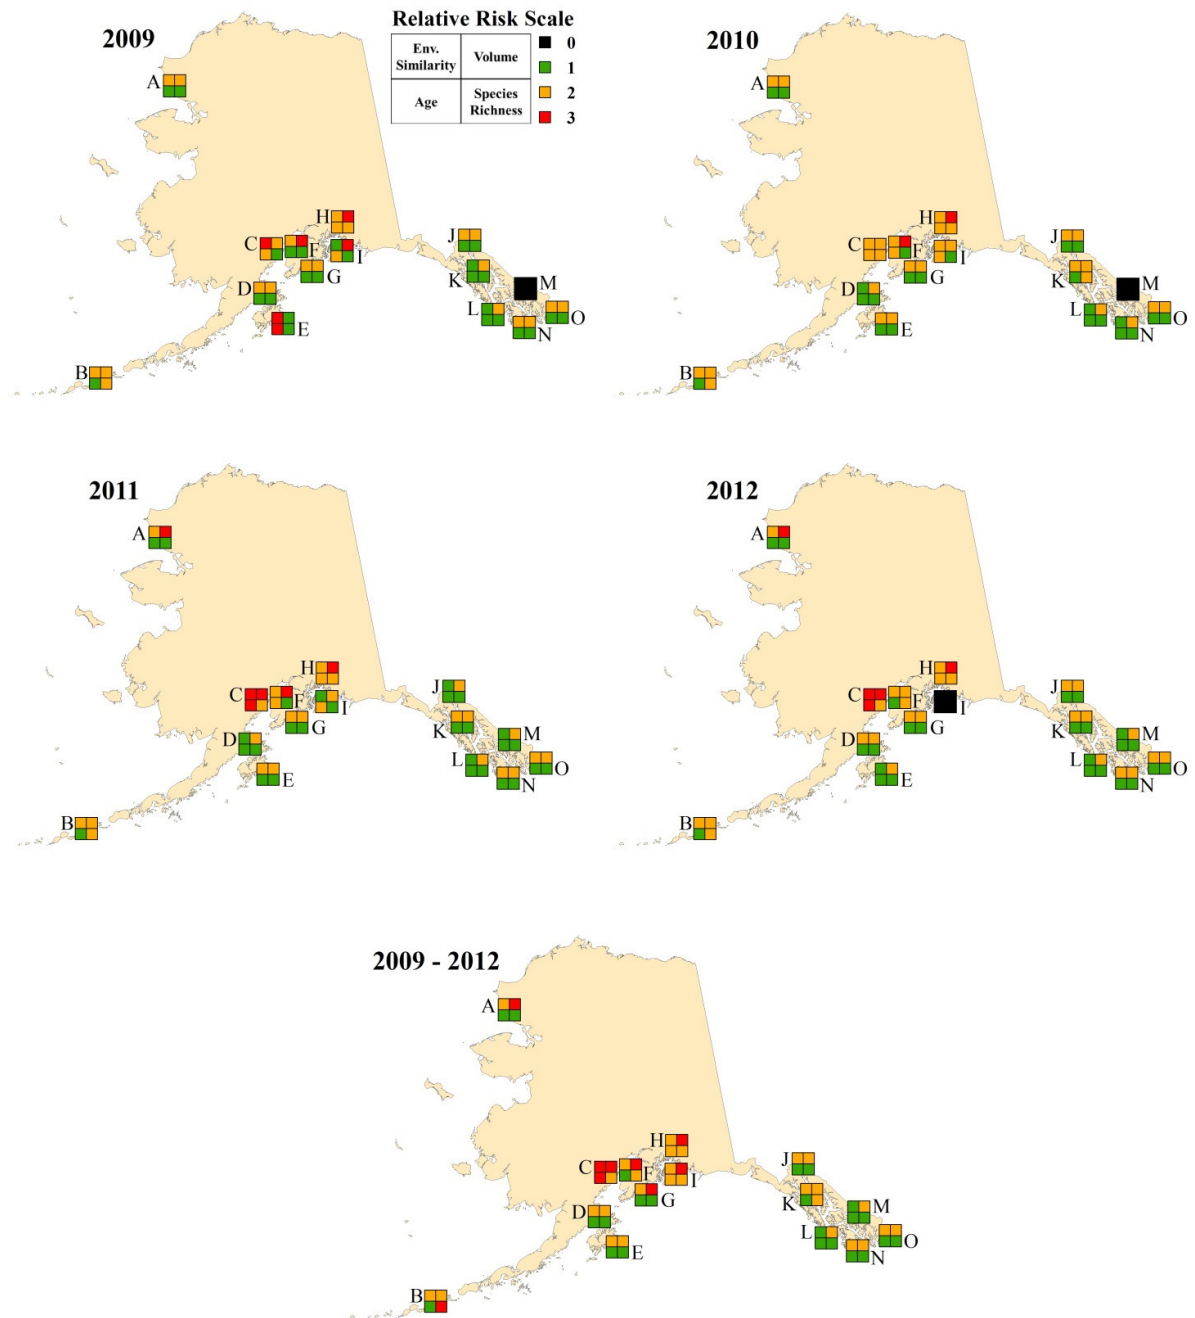 Relative Risk Scale
2009
Env. Similarity
Volume
Age
Species Richness
0
1
2
3
A
H
C
F
I
G
D
E
B
J
K
M
L
N
O
2010
A
H
C
F
I
G
D
E
B
J
K
M
L
N
O
2011
A
H
C
F
I
G
D
E
B
J
K
M
L
N
O
2012
A
H
C
F
I
G
D
E
B
J
K
M
L
N
O
2009 - 2012
A
H
C
F
I
G
D
E
B
J
K
M
L
N
O